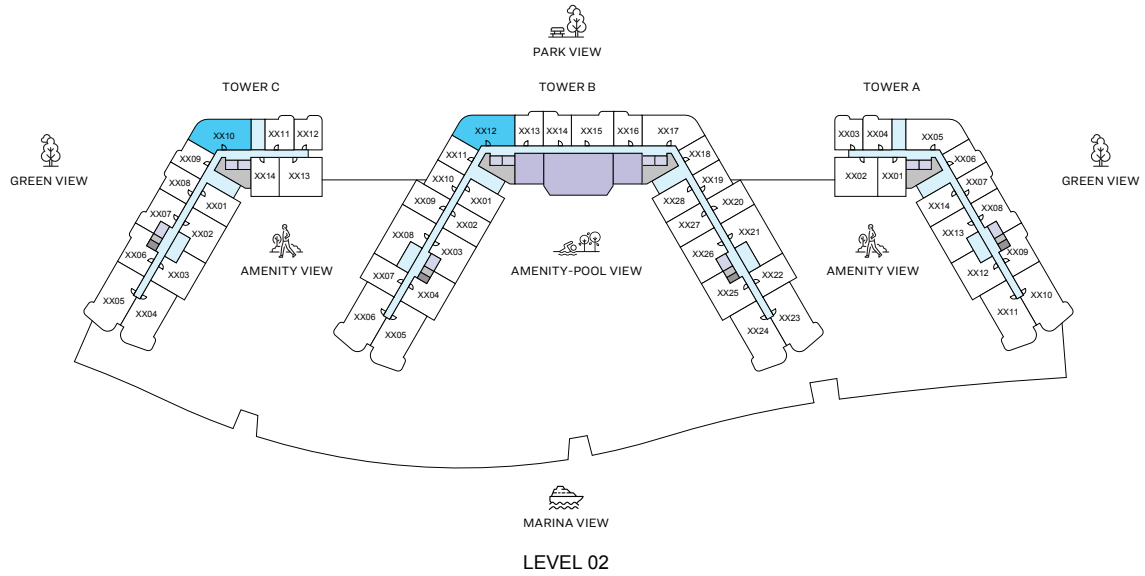 PARK VIEW
TOWER C
TOWER B
TOWER A
XX10
XX11
XX12
XX09
XX14
XX13
XX08
XX01
XX07
XX02
XX06
XX03
XX05
XX04
XX12
XX13
XX14
XX15
XX16
XX17
XX11
XX18
XX10
XX19
XX09
XX01
XX28
XX20
XX02
XX27
XX08
XX03
XX26
XX21
XX07
XX04
XX25
XX22
XX06
XX05
XX24
XX23
XX03
XX04
XX05
XX02
XX01
XX06
XX07
XX14
XX08
XX13
XX09
XX12
XX10
XX11
GREEN VIEW
GREEN VIEW
AMENITY VIEW
AMENITY-POOL VIEW
AMENITY VIEW
MARINA VIEW
LEVEL 02